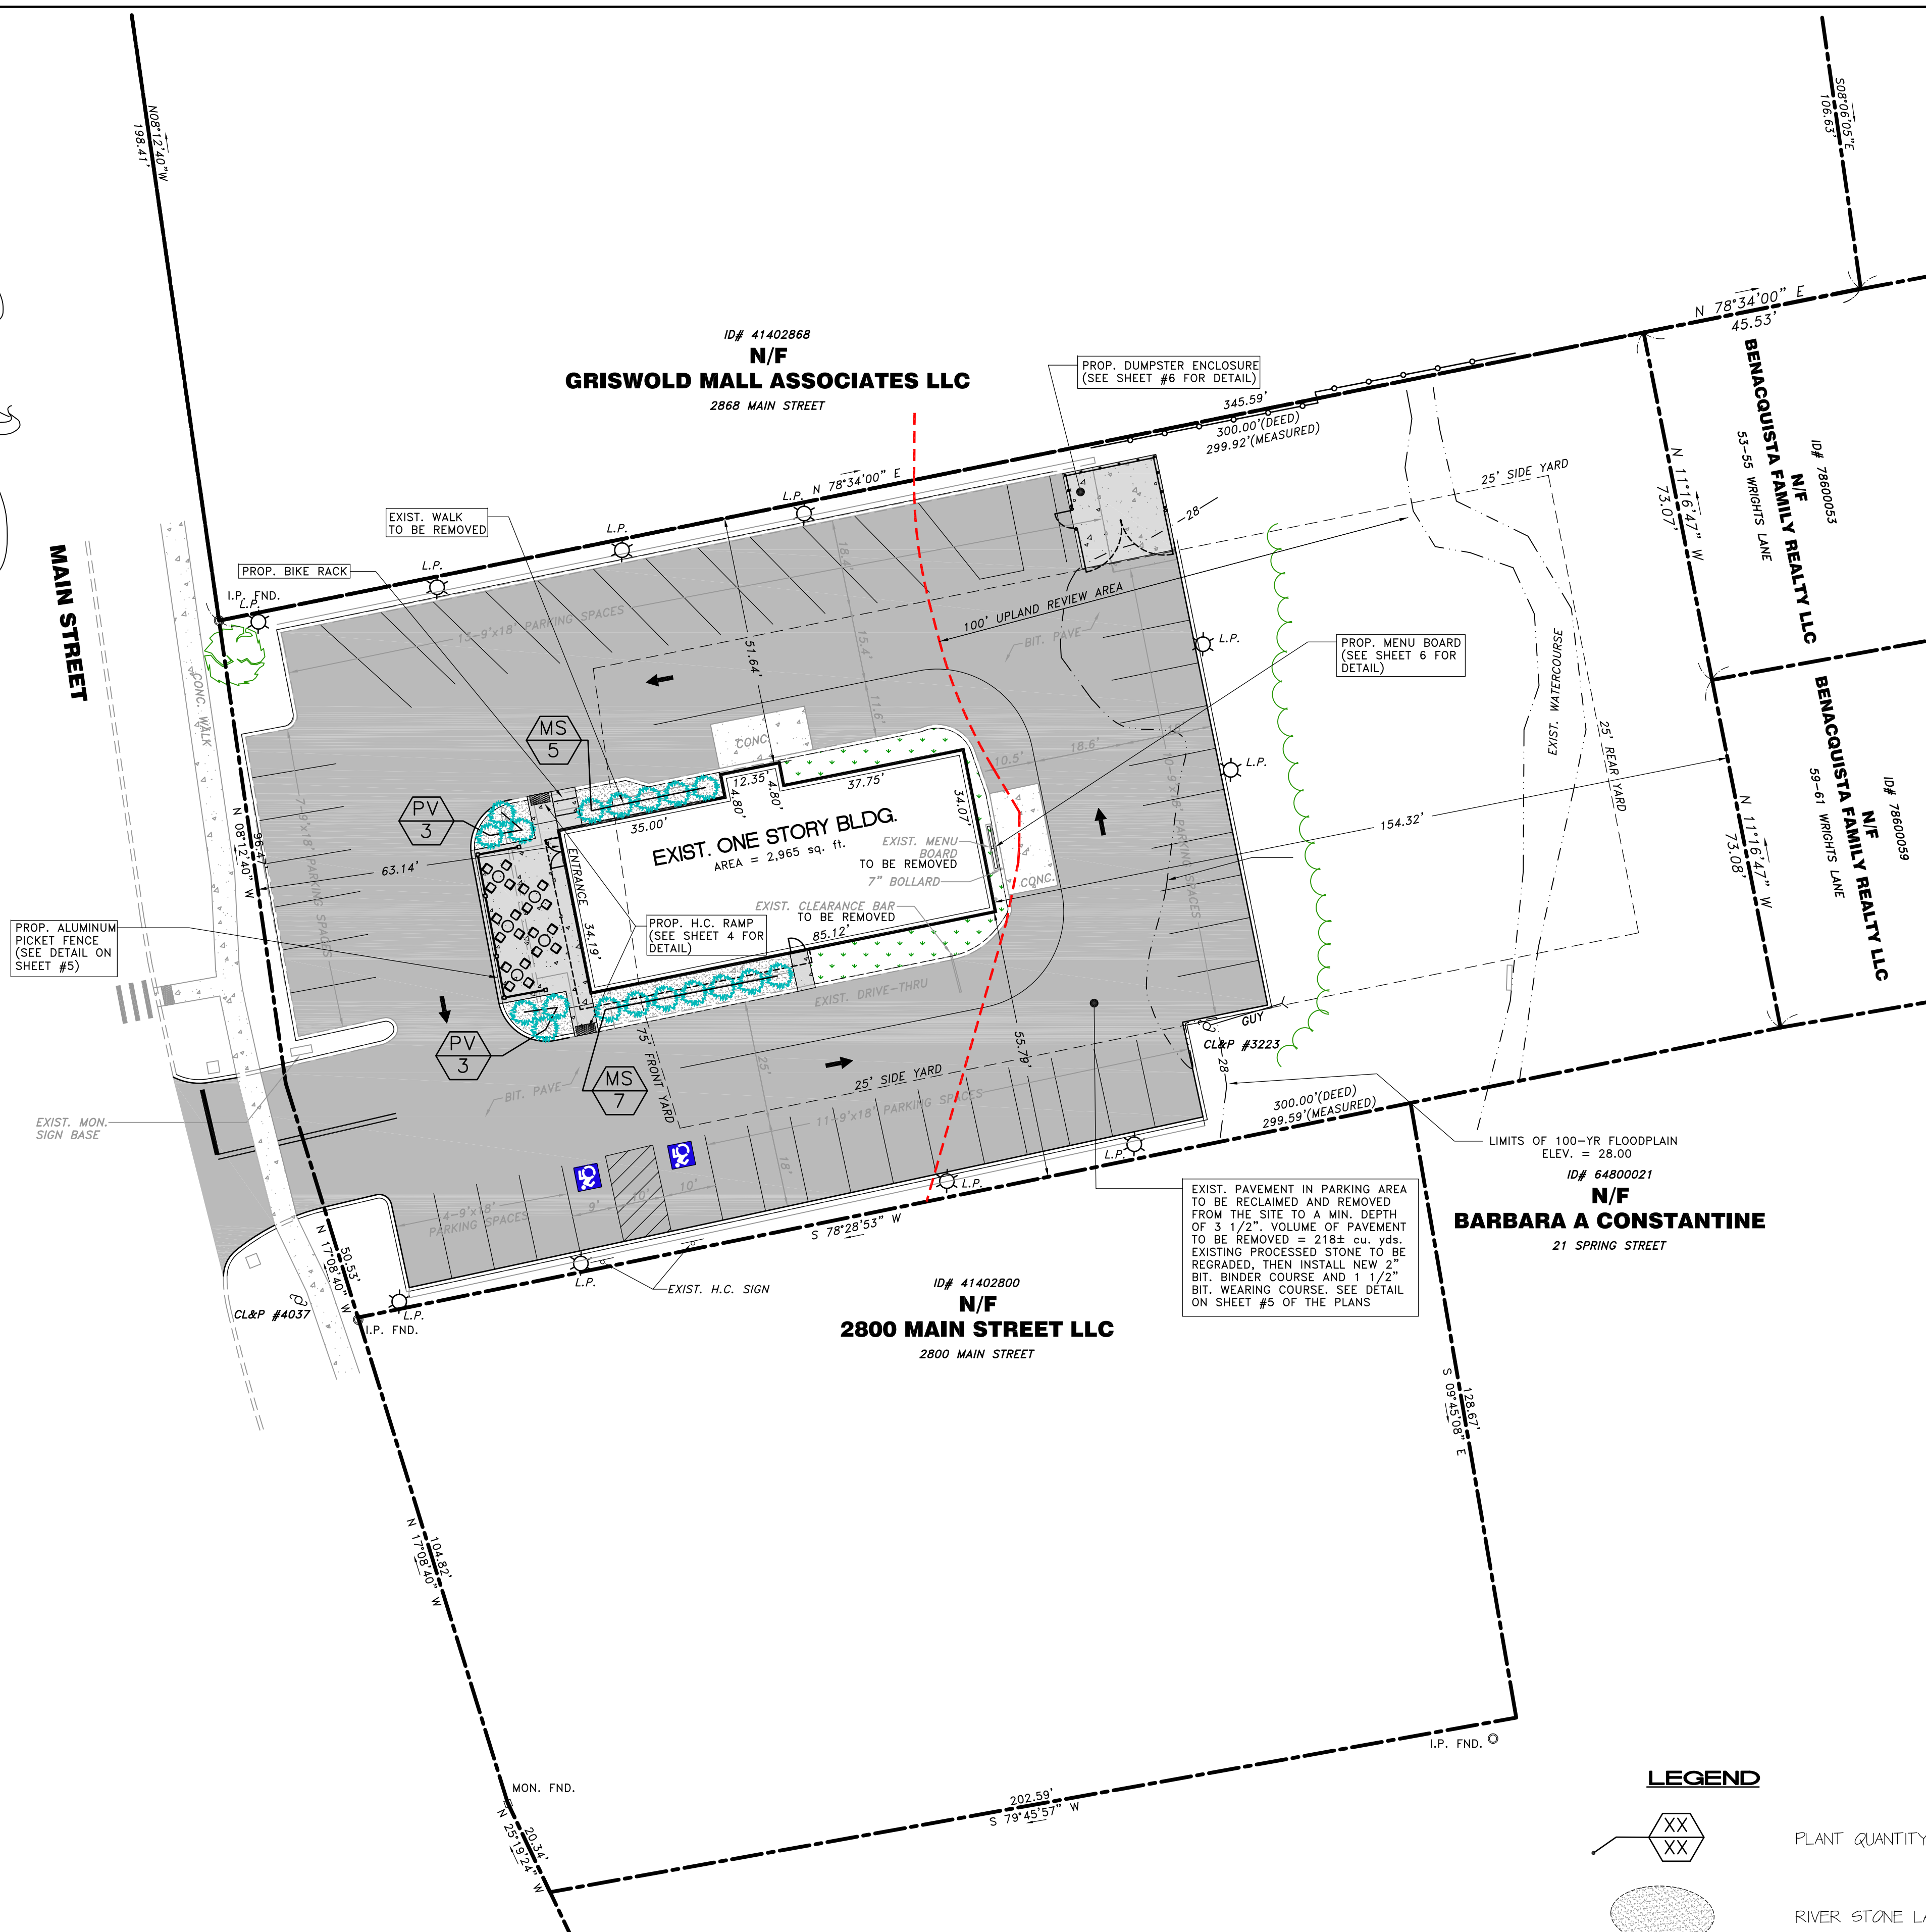 N08°12'40"W
198.41'
S08°06'05"E
106.63'
N 78°34'00" E
45.53'
ID# 41402868
N/F
GRISWOLD MALL ASSOCIATES LLC
2868 MAIN STREET
PROP. DUMPSTER ENCLOSURE
(SEE SHEET #6 FOR DETAIL)
345.59'
300.00'(DEED)
299.92'(MEASURED)
ID# 78600053
N/F
BENACQUISTA FAMILY REALTY LLC
53-55 WRIGHTS LANE
N 11°16'47" W
73.07'
25' SIDE YARD
L.P.
N 78°34'00" E
L.P.
L.P.
EXIST. WALK
TO BE REMOVED
28
PROP. BIKE RACK
I.P. FND.
L.P.
MAIN STREET
CONC. WALK
13-9'x18' PARKING SPACES
18.4'
15.4'
11.6'
51.64'
100' UPLAND REVIEW AREA
BIT. PAVE
L.P.
PROP. MENU BOARD
(SEE SHEET 6 FOR
DETAIL)
EXIST. WATERCOURSE
25' REAR YARD
ID# 78600059
N/F
BENACQUISTA FAMILY REALTY LLC
59-61 WRIGHTS LANE
N 11°16'47" W
73.08'
MS
5
CONC.
10.5'
18.6'
L.P.
PV
3
12.35'
4.80'
4.80'
37.75'
34.07'
35.00'
EXIST. ONE STORY BLDG.
AREA = 2,965 sq. ft.
EXIST. MENU
BOARD
TO BE REMOVED
7" BOLLARD
CONC.
10-9'x18' PARKING SPACES
154.32'
N 08°12'40" W
96.47'
7-9'x18' PARKING SPACES
63.14'
ENTRANCE
34.19'
EXIST. CLEARANCE BAR
TO BE REMOVED
85.12'
PROP. H.C. RAMP
(SEE SHEET 4 FOR
DETAIL)
PROP. ALUMINUM
PICKET FENCE
(SEE DETAIL ON
SHEET #5)
EXIST. DRIVE-THRU
PV
3
MS
7
75' FRONT YARD
25'
55.79'
25' SIDE YARD
GUY
CL&P #3223
28
BIT. PAVE
11-9'x18' PARKING SPACES
18'
300.00'(DEED)
299.59'(MEASURED)
EXIST. MON.
SIGN BASE
LIMITS OF 100-YR FLOODPLAIN
ELEV. = 28.00
ID# 64800021
N/F
BARBARA A CONSTANTINE
21 SPRING STREET
L.P.
L.P.
4-9'x18'
PARKING SPACES
9'
10'
10'
S 78°28'53" W
EXIST. PAVEMENT IN PARKING AREA
TO BE RECLAIMED AND REMOVED
FROM THE SITE TO A MIN. DEPTH
OF 3 1/2". VOLUME OF PAVEMENT
TO BE REMOVED = 218± cu. yds.
EXISTING PROCESSED STONE TO BE
REGRADED, THEN INSTALL NEW 2"
BIT. BINDER COURSE AND 1 1/2"
BIT. WEARING COURSE. SEE DETAIL
ON SHEET #5 OF THE PLANS
50.53'
N 17°08'40" W
CL&P #4037
L.P.
I.P. FND.
L.P.
EXIST. H.C. SIGN
ID# 41402800
N/F
2800 MAIN STREET LLC
2800 MAIN STREET
128.67'
S 09°45'08" E
104.82'
N 17°08'40" W
I.P. FND.
MON. FND.
20.34'
N 25°19'24" W
202.59'
S 79°45'57" W
LEGEND
XX
XX
PLANT QUANTITY
RIVER STONE